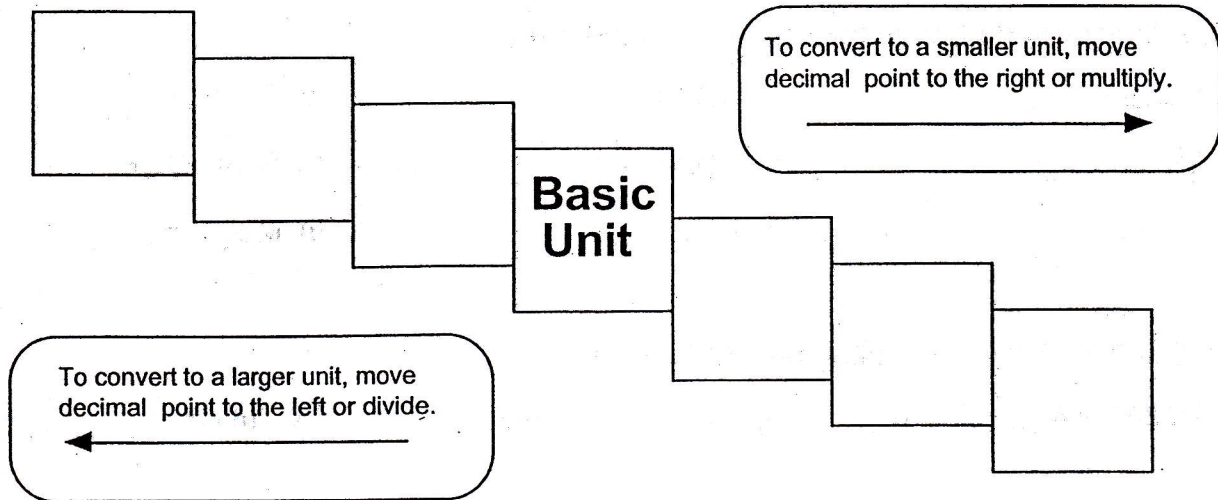 To convert to a smaller unit, move
decimal point to the right or multiply.
Basic
Unit
To convert to a larger unit, move
decimal point to the left or divide.